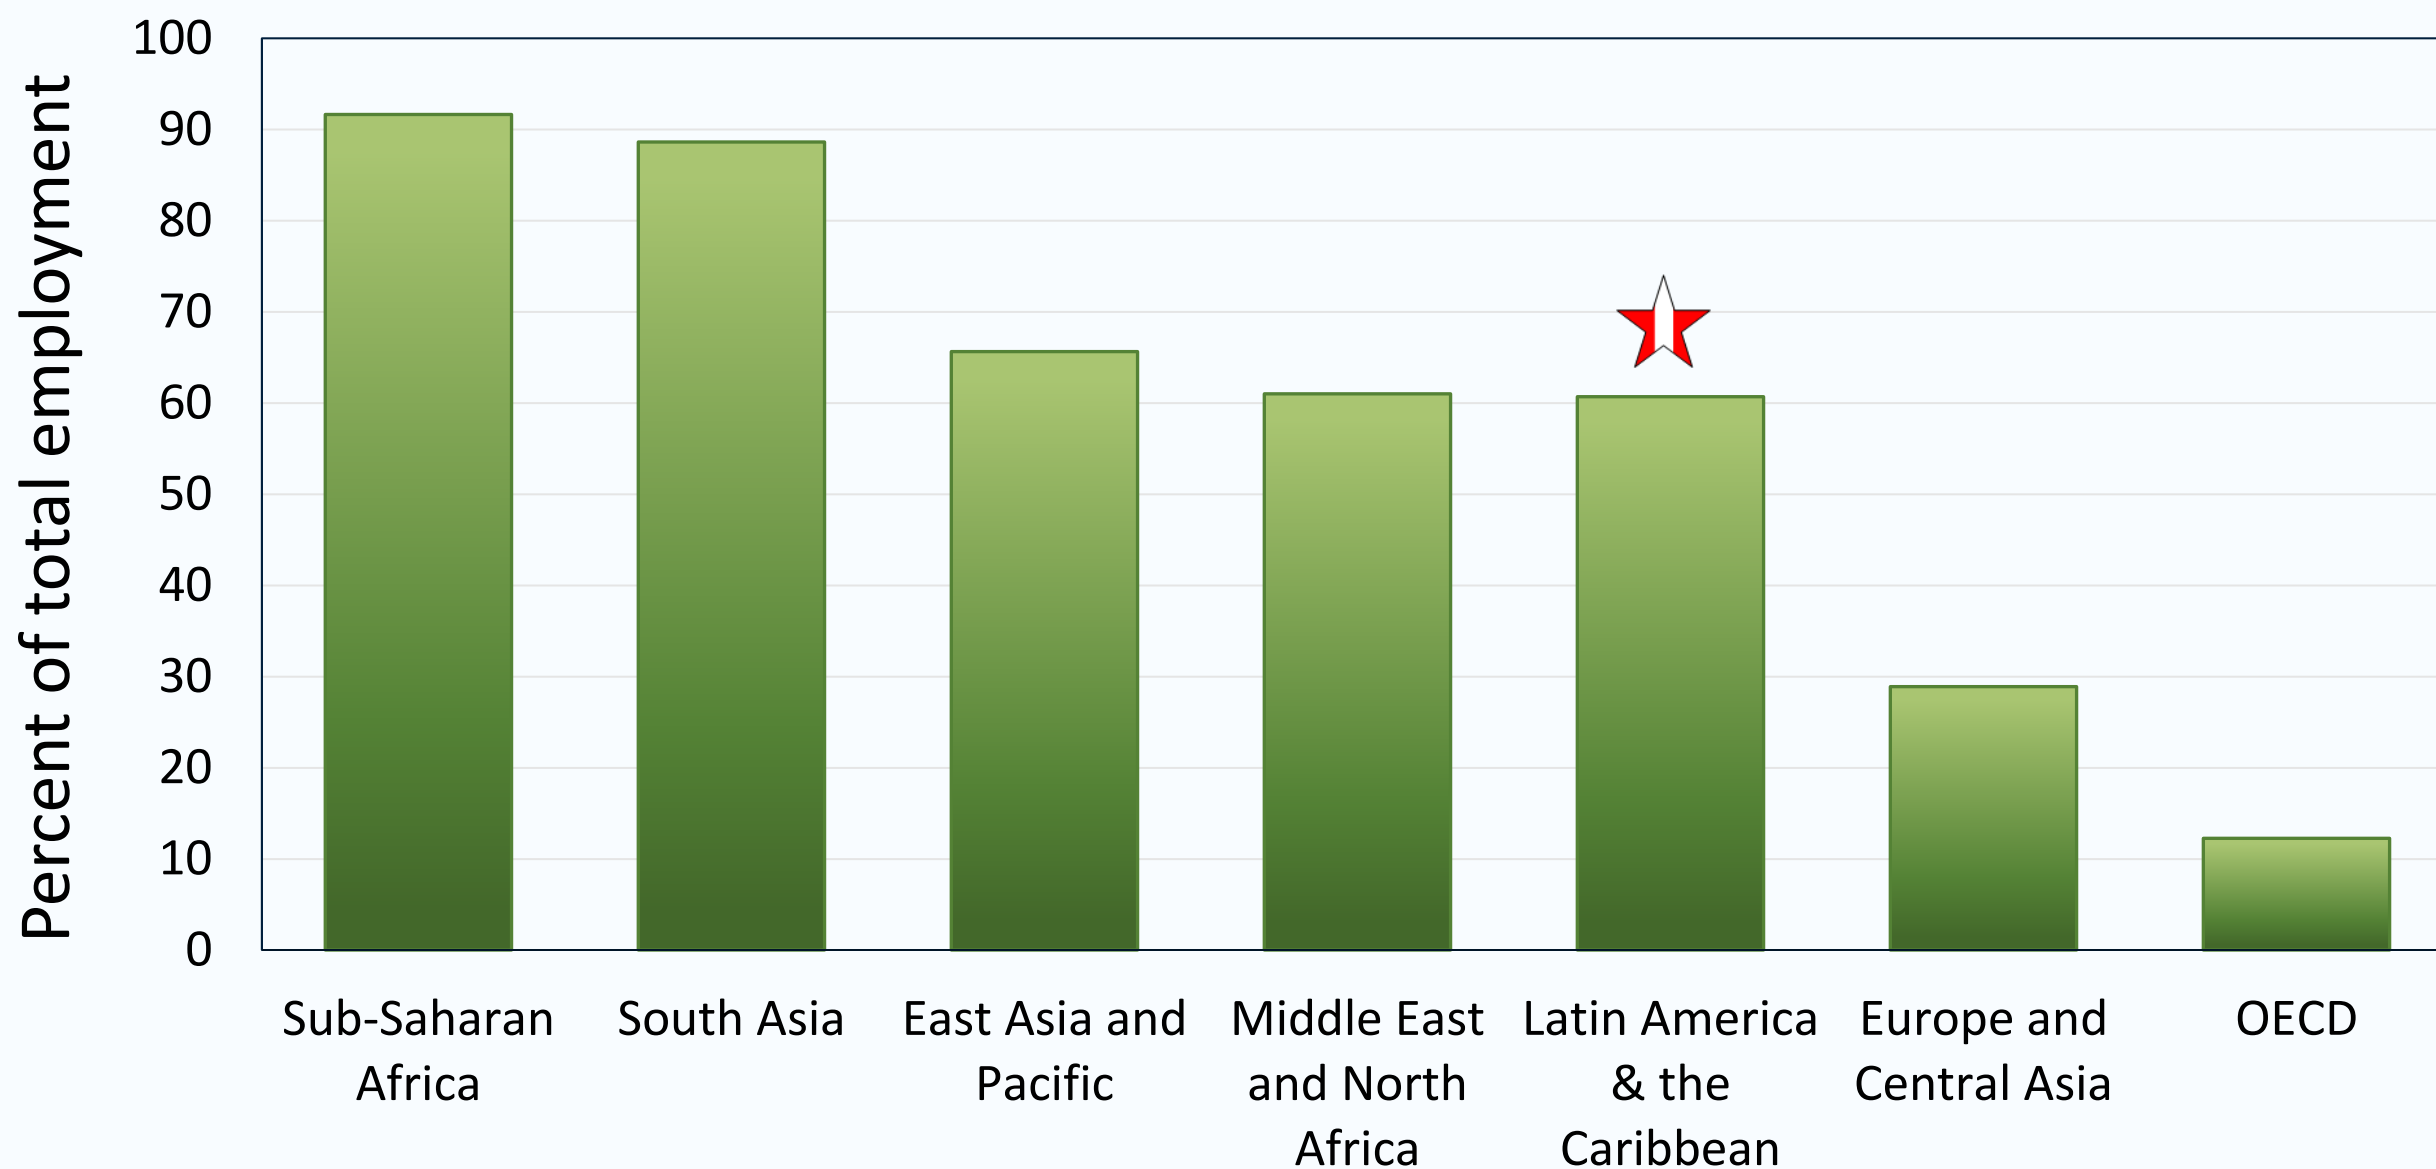 Percent of total employment
100
90
80
70
60
50
40
30
20
10
0
Sub-Saharan
Africa
South Asia
East Asia and
Pacific
Middle East
and North
Africa
Latin America
& the
Caribbean
Europe and
Central Asia
OECD